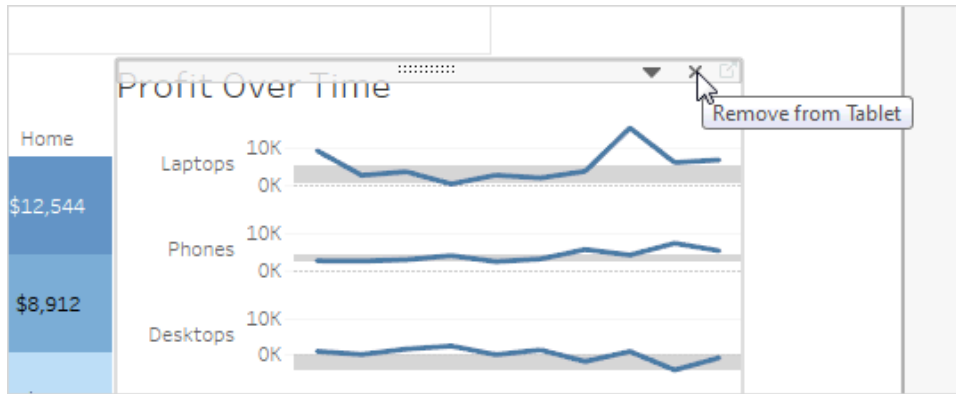 Profit Over Time
Remove from Tablet
Home
$12,544
$8,912
Laptops
10K
0K
Phones
10K
0K
Desktops
10K
0K